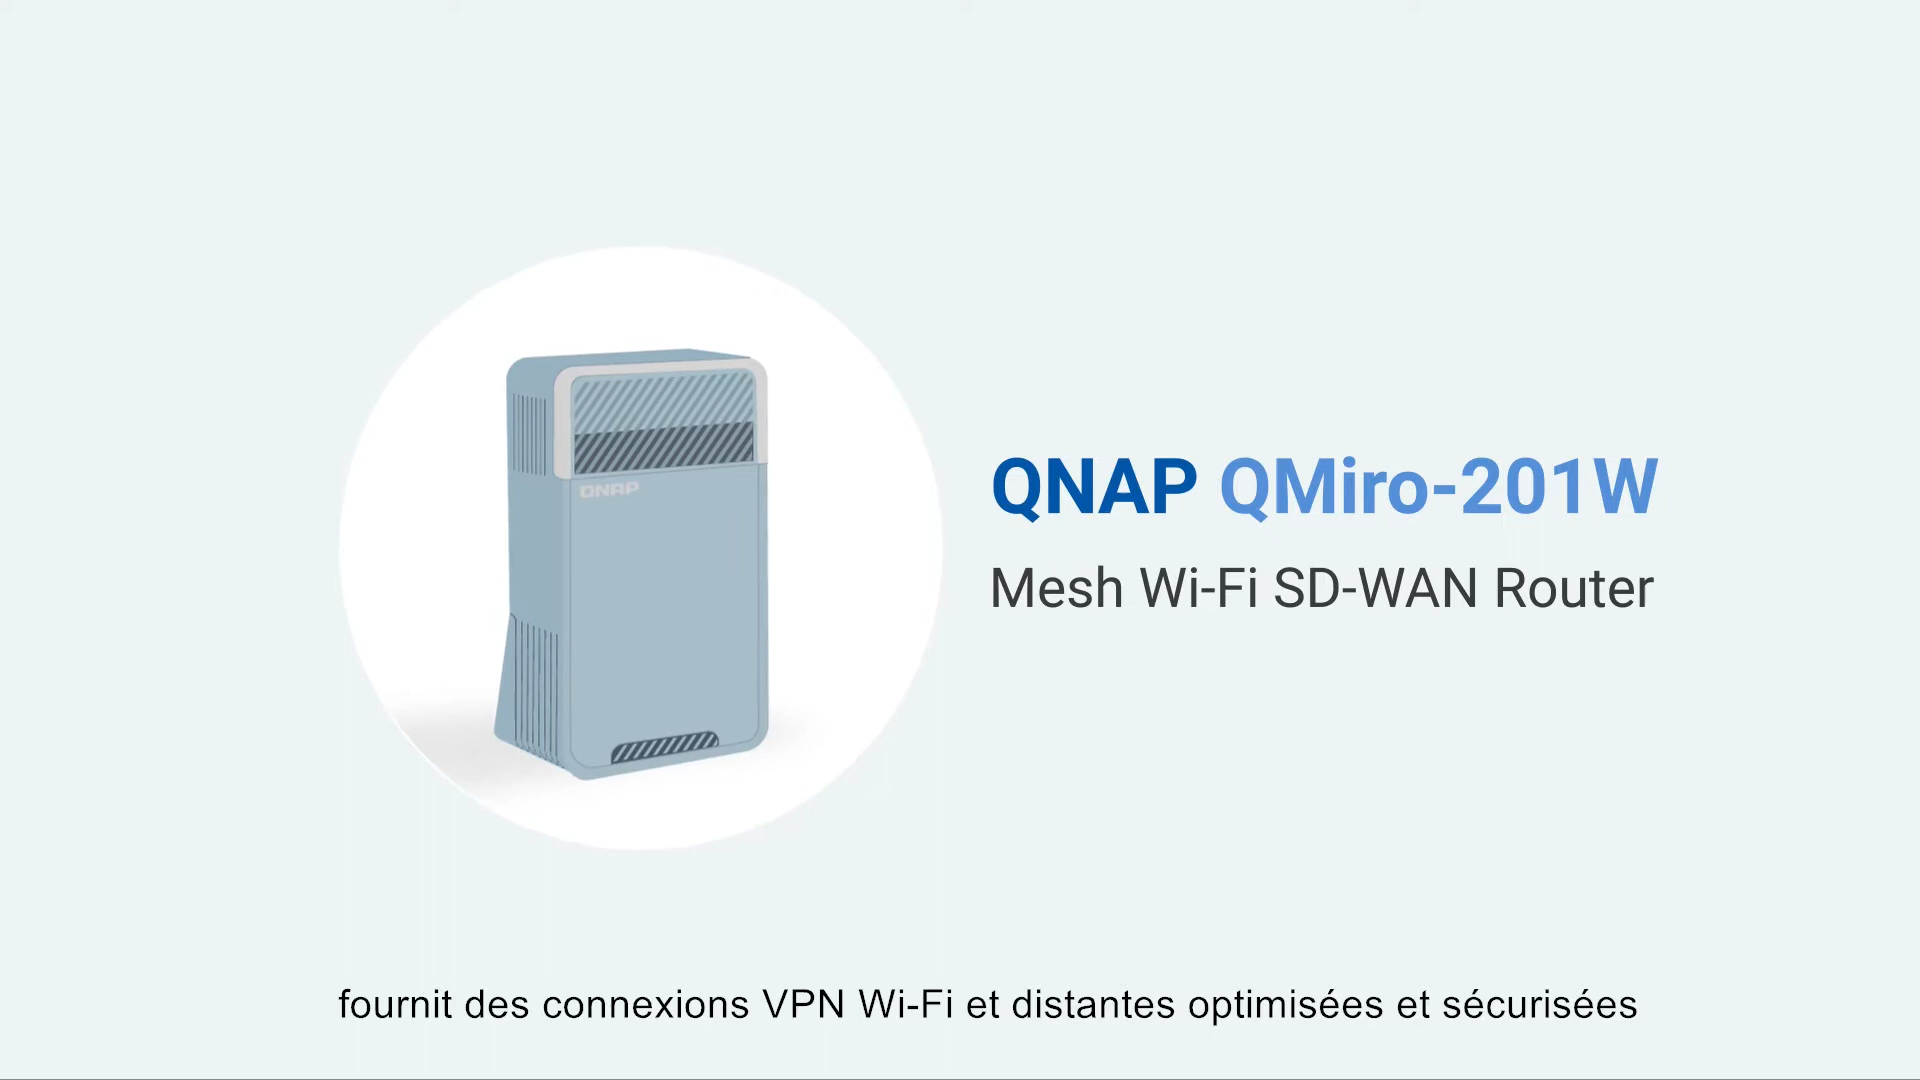 QNAP
QNAP QMiro-201W
Mesh Wi-Fi SD-WAN Router
fournit des connexions VPN Wi-Fi et distantes optimisées et sécurisées